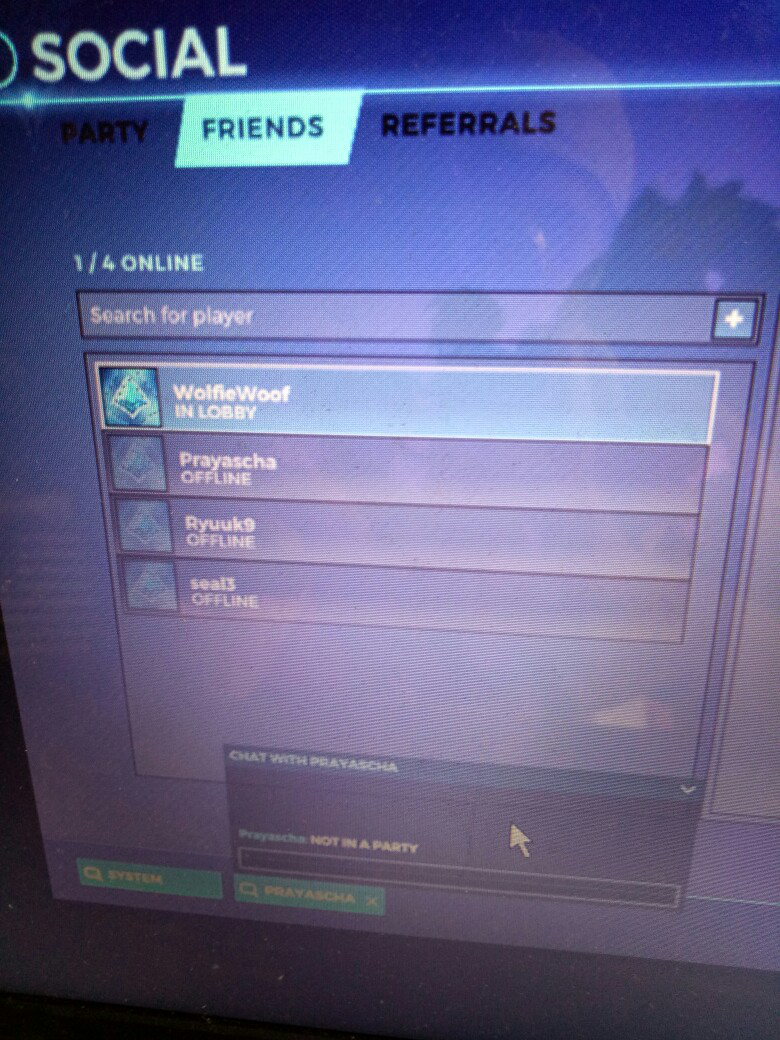 SOCIAL
PARTY FRIENDS REFERRALS
1 / 4 ONLINE
Search for player
WolfieWoof
IN LOBBY
Prayascha
OFFLINE
Ryuuk9
OFFLINE
seal3
OFFLINE
CHAT WITH PRAYASCHA
Prayascha: NOT IN A PARTY
SYSTEM PRAYASCHA